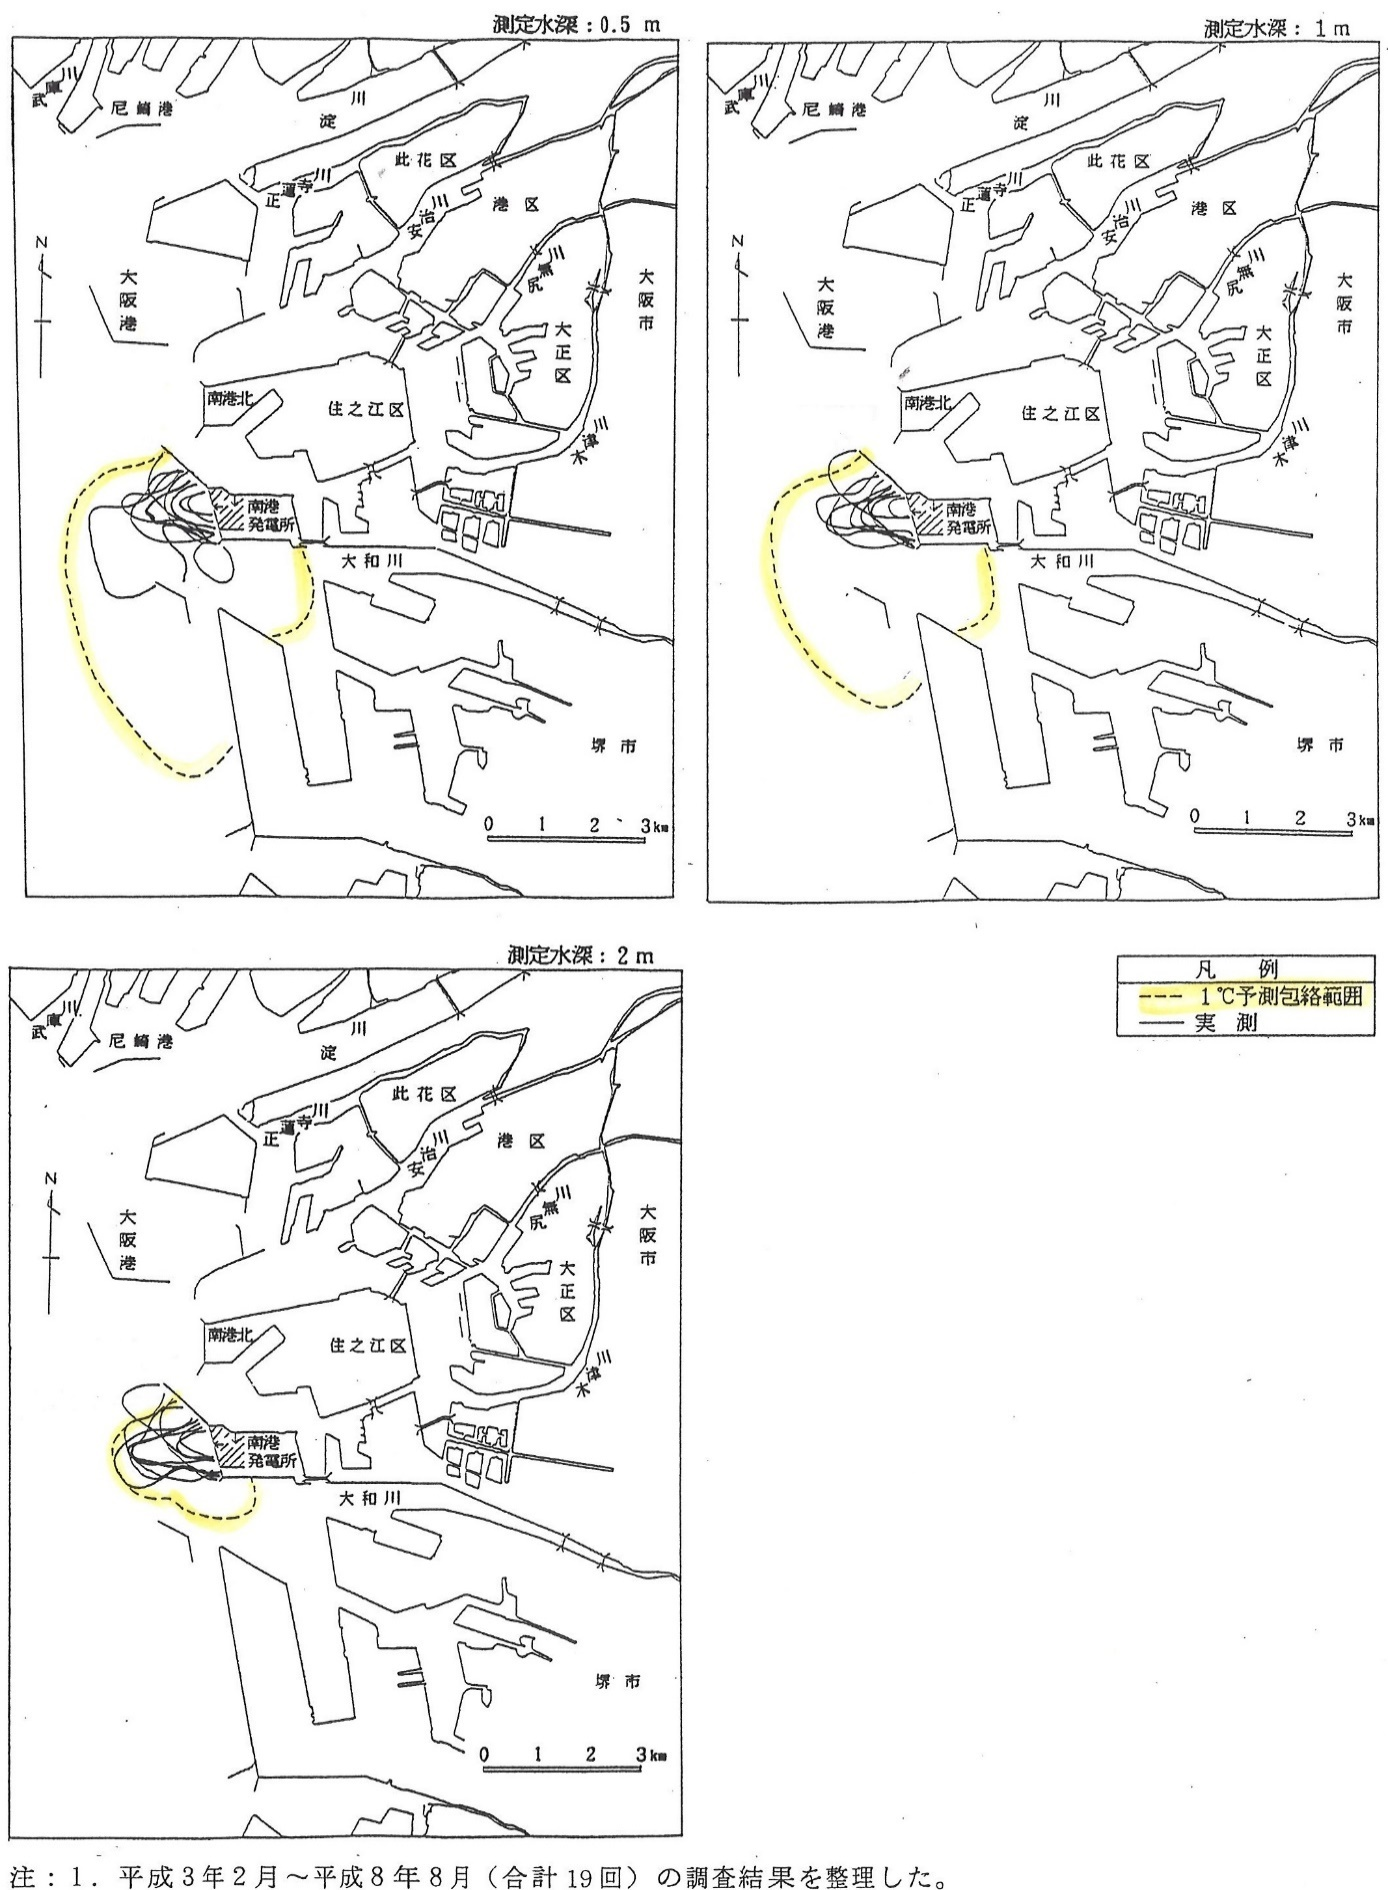 測定水深：0.5 m
武庫川
尼崎港
淀川
此花区
正蓮寺川
安治川
港区
N
大阪港
尻無川
大阪市
大正区
南港北
住之江区
木津川
南港
発電所
大和川
堺市
0 1 2 3km
測定水深：1m
武庫川
尼崎港
淀川
此花区
正蓮寺川
安治川
港区
N
大阪港
尻無川
大阪市
大正区
南港北
住之江区
木津川
南港
発電所
大和川
堺市
0 1 2 3km
測定水深：2m
武庫川
尼崎港
淀川
此花区
正蓮寺川
安治川
港区
N
大阪港
尻無川
大阪市
大正区
南港北
住之江区
木津川
南港
発電所
大和川
堺市
0 1 2 3km
凡例
1℃予測包絡範囲
実測
注：1．平成3年2月～平成8年8月（合計19回）の調査結果を整理した。